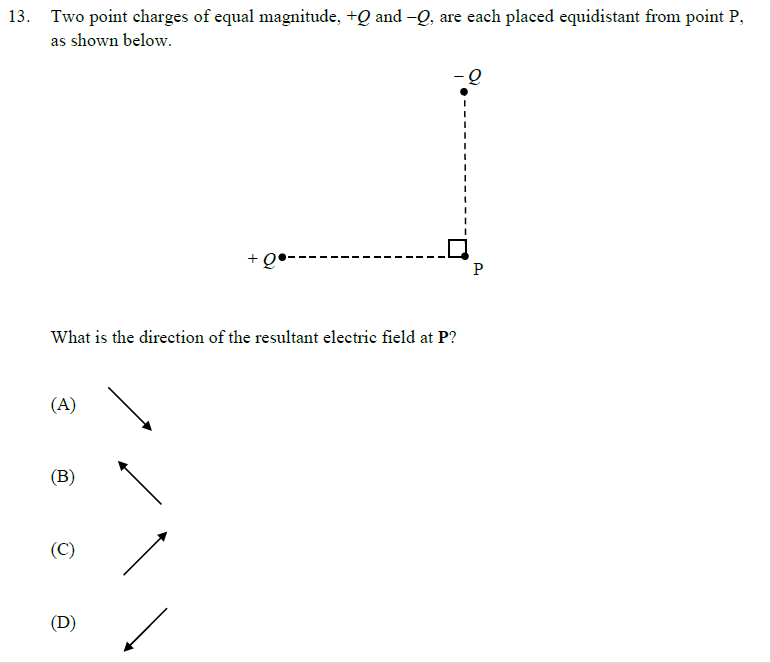 13. Two point charges of equal magnitude, +Q and –Q, are each placed equidistant from point P,
as shown below.
– Q
+ Q
P
What is the direction of the resultant electric field at P?
(A)
(B)
(C)
(D)